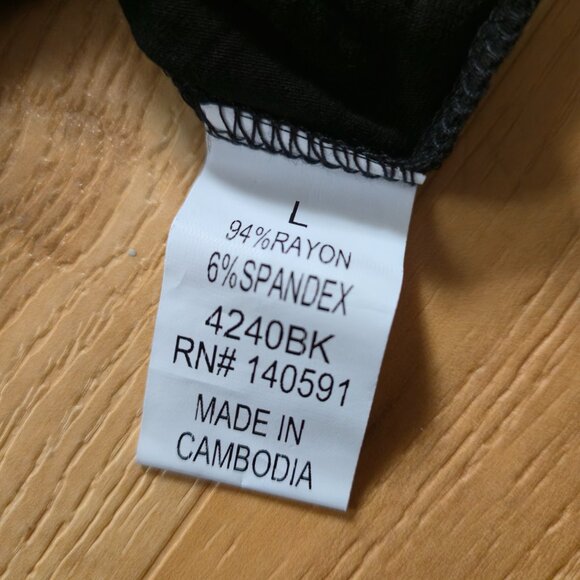 L
94%RAYON
6%SPANDEX
4240BK
RN# 140591
MADE IN
CAMBODIA